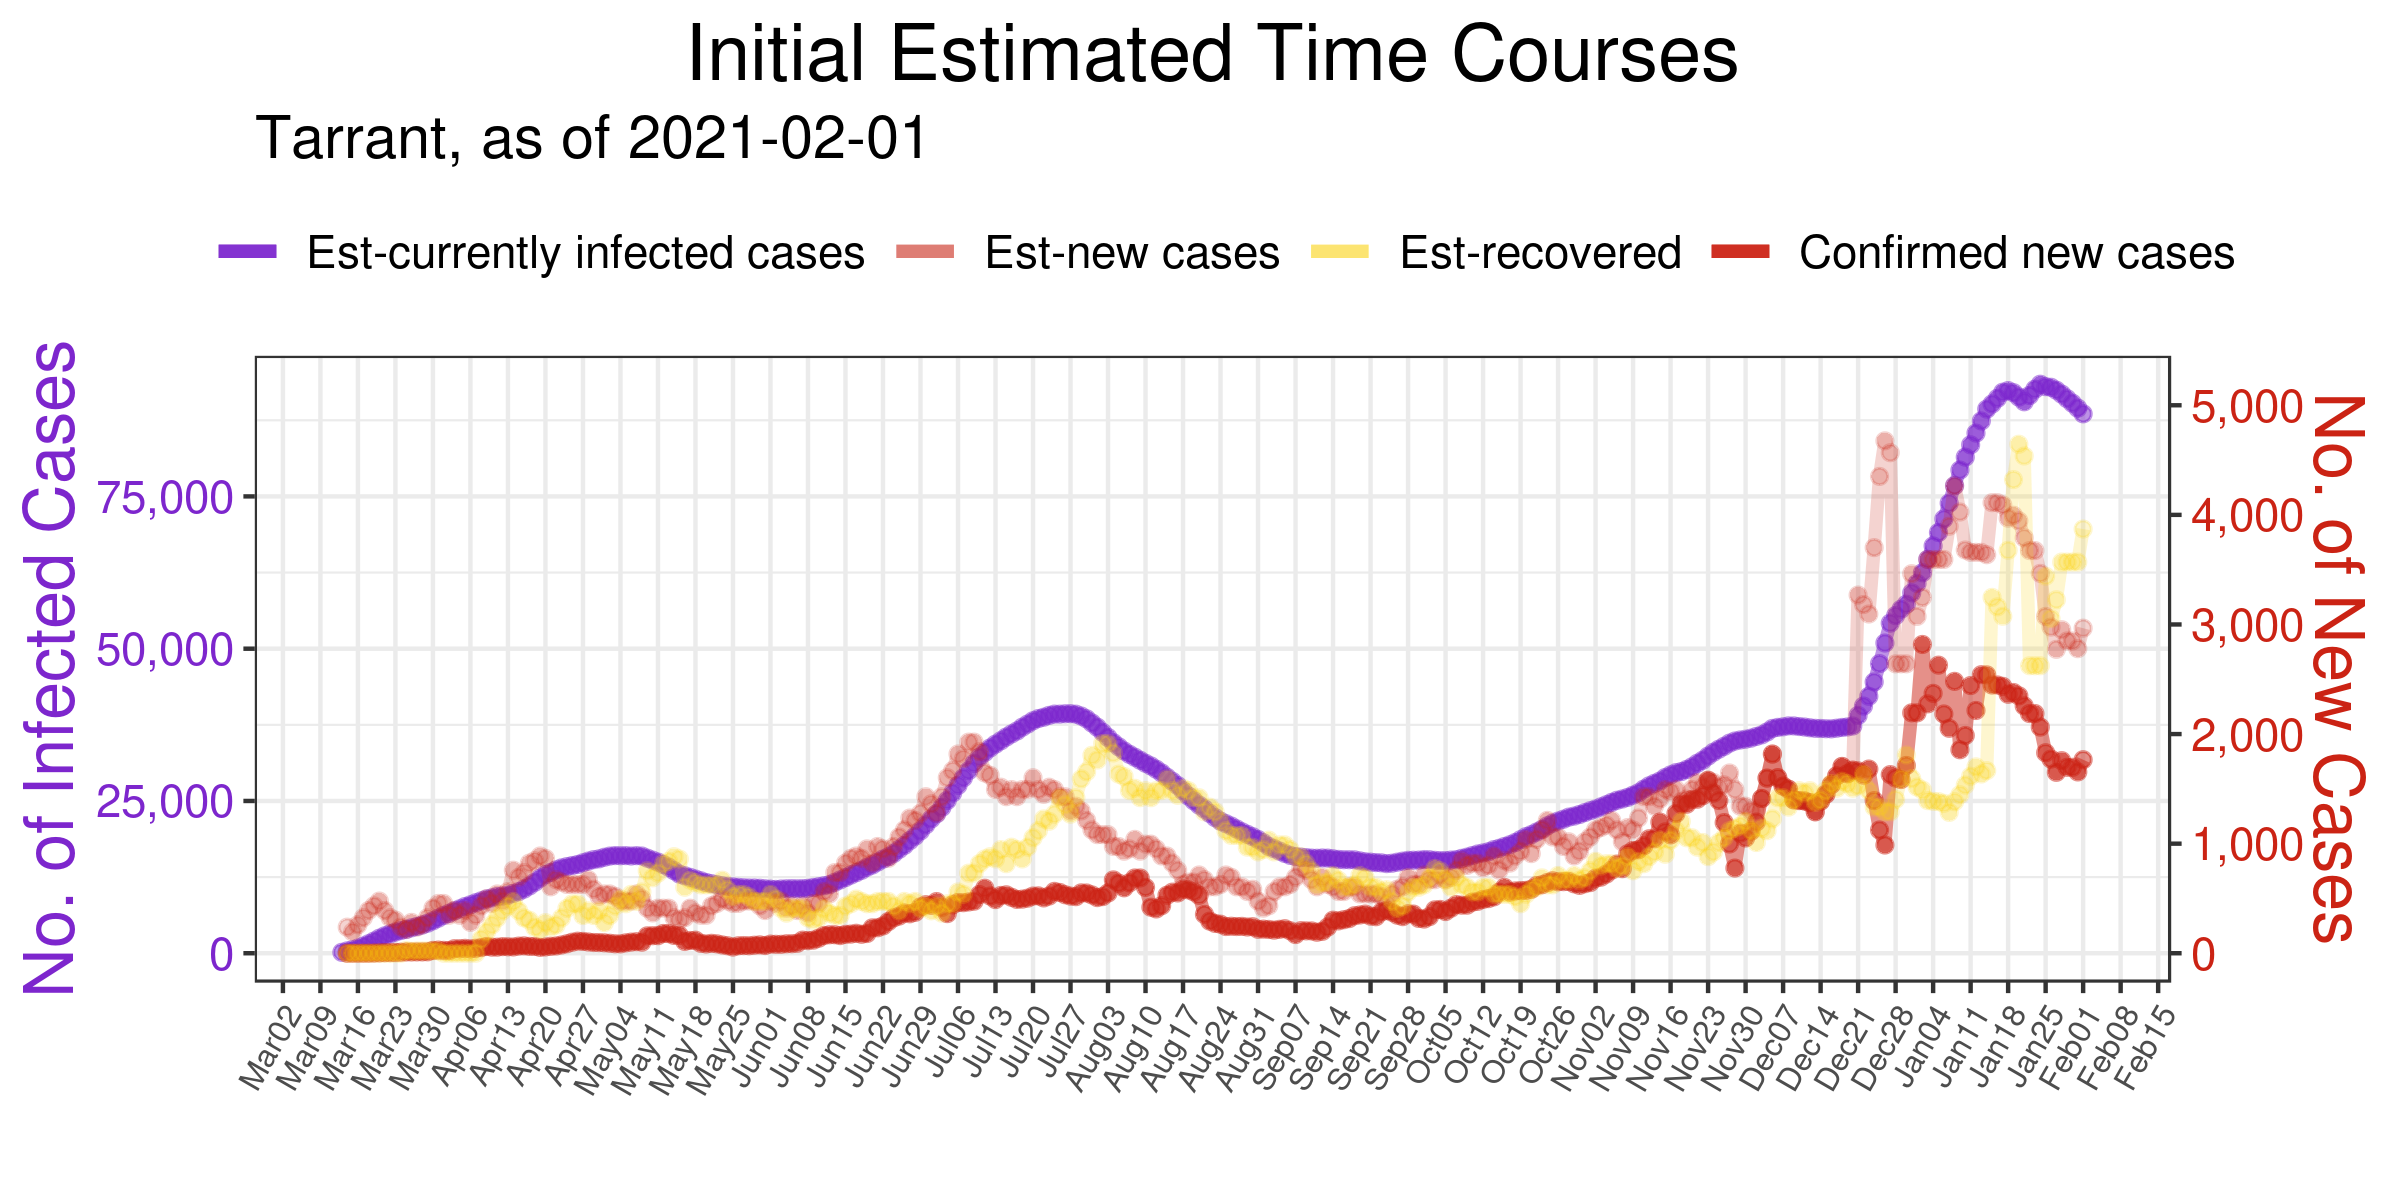 Initial Estimated Time Courses
Tarrant, as of 2021-02-01
Est-currently infected cases Est-new cases Est-recovered Confirmed new cases
No. of Infected Cases
75,000
50,000
25,000
0
5,000
4,000
3,000
2,000
1,000
0
No. of New Cases
Mar02 Mar09 Mar16 Mar23 Mar30 Apr06 Apr13 Apr20 Apr27 May04 May11 May18 May25 Jun01 Jun08 Jun15 Jun22 Jun29 Jul06 Jul13 Jul20 Jul27 Aug03 Aug10 Aug17 Aug24 Aug31 Sep07 Sep14 Sep21 Sep28 Oct05 Oct12 Oct19 Oct26 Nov02 Nov09 Nov16 Nov23 Nov30 Dec07 Dec14 Dec21 Dec28 Jan04 Jan11 Jan18 Jan25 Feb01 Feb08 Feb15